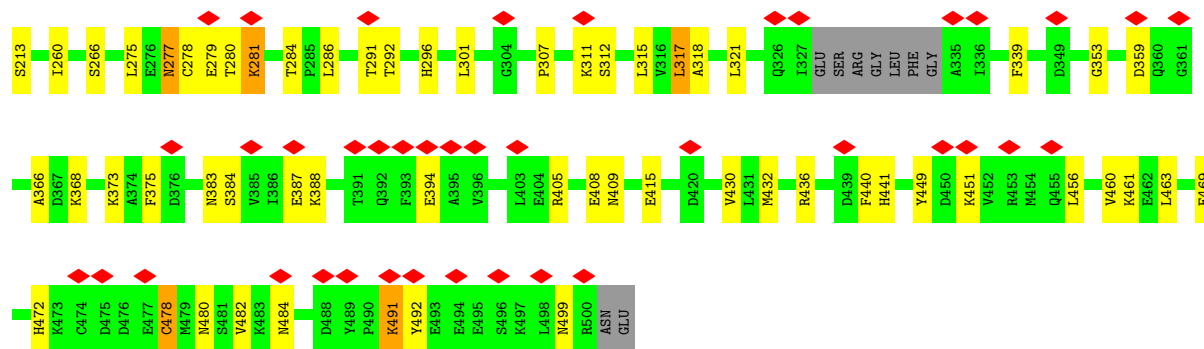 S213 I260 S266 L275 E276 N277 C278 E279 T280 K281 T284 P285 L286 T291 T292 H296 L301 G304 P307 K311 S312 L315 V316 L317 A318 L321 Q326 I327 GLU SER ARG GLY LEU PHE GLY A335 I336 F339 D349 G353 D359 Q360 G361
A366 D367 K368 K373 A374 F375 D376 N383 S384 V385 I386 E387 K388 T391 Q392 F393 E394 A395 V396 L403 E404 R405 E408 N409 E415 D420 V430 L431 M432 R436 D439 F440 H441 Y449 D450 K451 V452 R453 M454 Q455 L456 V460 K461 E462 L463
H472 K473 C474 D475 D476 E477 C478 M479 N480 S481 V482 K483 N484 D488 Y489 P490 K491 Y492 E493 E494 E495 S496 K497 L498 N499 R500 ASN GLU